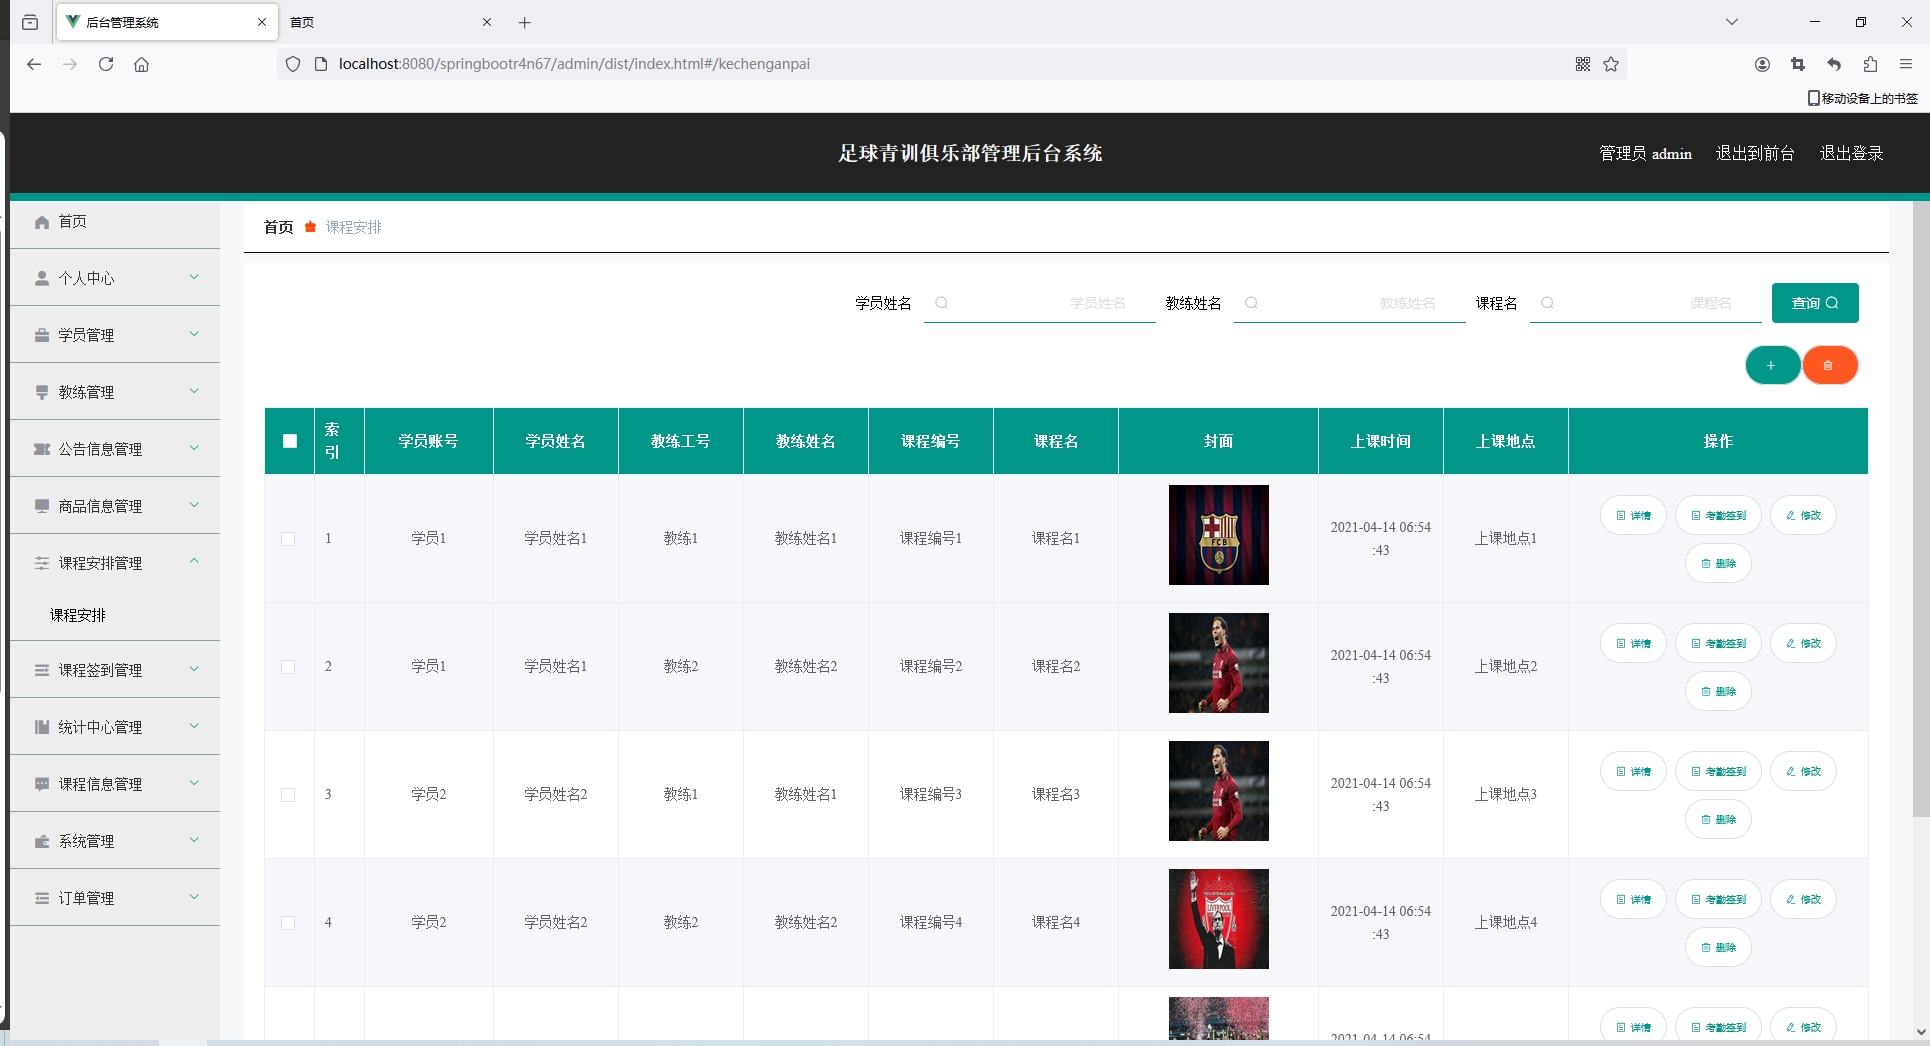 后台管理系统
首页
localhost:8080/springbootr4n67/admin/dist/index.html#/kechenganpai
移动设备上的书签
足球青训俱乐部管理后台系统
管理员 admin
退出到前台
退出登录
首页
个人中心
学员管理
教练管理
公告信息管理
商品信息管理
课程安排管理
课程安排
课程签到管理
统计中心管理
课程信息管理
系统管理
订单管理
首页 课程安排
学员姓名 学员姓名 教练姓名 教练姓名 课程名 课程名 查询
索引 学员账号 学员姓名 教练工号 教练姓名 课程编号 课程名 封面 上课时间 上课地点 操作
1 学员1 学员姓名1 教练1 教练姓名1 课程编号1 课程名1 FCB 2021-04-14 06:54:43 上课地点1 详情 考勤签到 修改 删除
2 学员1 学员姓名1 教练2 教练姓名2 课程编号2 课程名2 2021-04-14 06:54:43 上课地点2 详情 考勤签到 修改 删除
3 学员2 学员姓名2 教练1 教练姓名1 课程编号3 课程名3 2021-04-14 06:54:43 上课地点3 详情 考勤签到 修改 删除
4 学员2 学员姓名2 教练2 教练姓名2 课程编号4 课程名4 LIVERPOOL 2021-04-14 06:54:43 上课地点4 详情 考勤签到 修改 删除
2021-04-14 06:54 详情 考勤签到 修改